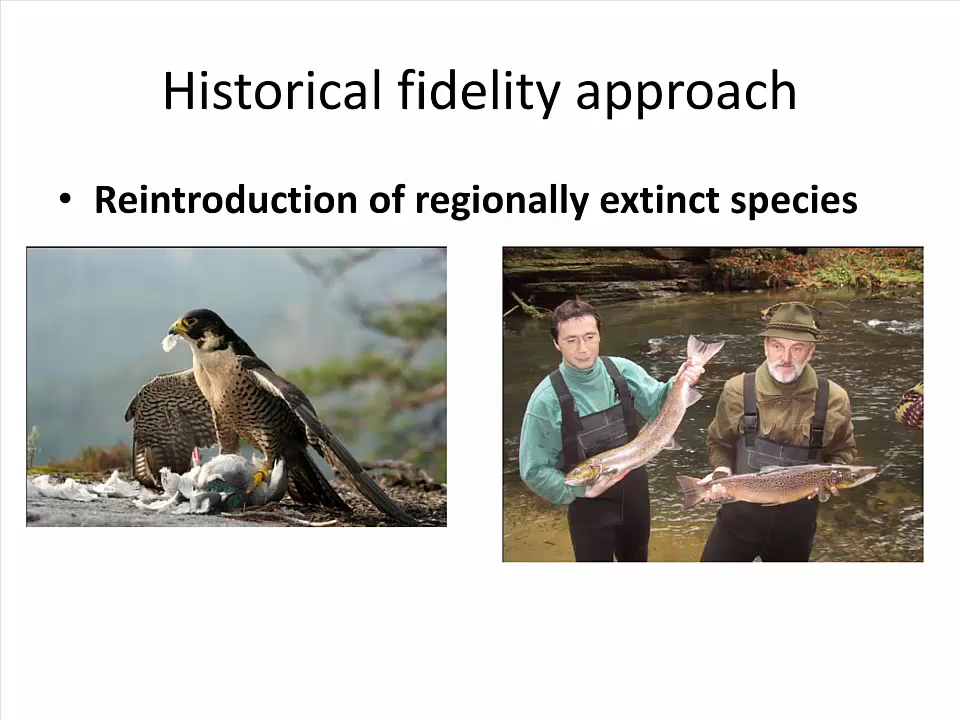 Historical fidelity approach
• Reintroduction of regionally extinct species